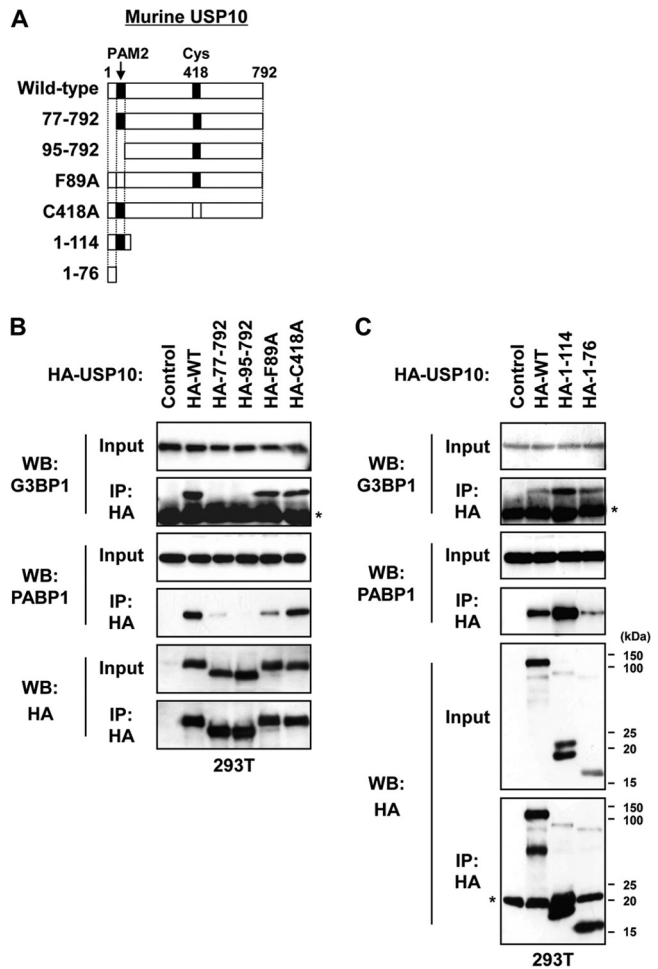 A
Murine USP10
PAM2
Cys
1
418
792
Wild-type
77-792
95-792
F89A
C418A
1-114
1-76
B
HA-USP10:
Control
HA-WT
HA-77-792
HA-95-792
HA-F89A
HA-C418A
WB:
G3BP1
Input
IP:
HA
*
WB:
PABP1
Input
IP:
HA
WB:
HA
Input
IP:
HA
293T
C
HA-USP10:
Control
HA-WT
HA-1-114
HA-1-76
WB:
G3BP1
Input
IP:
HA
*
WB:
PABP1
Input
IP:
HA
(kDa)
WB:
HA
Input
150
100
25
20
15
IP:
HA
*
150
100
25
20
15
293T